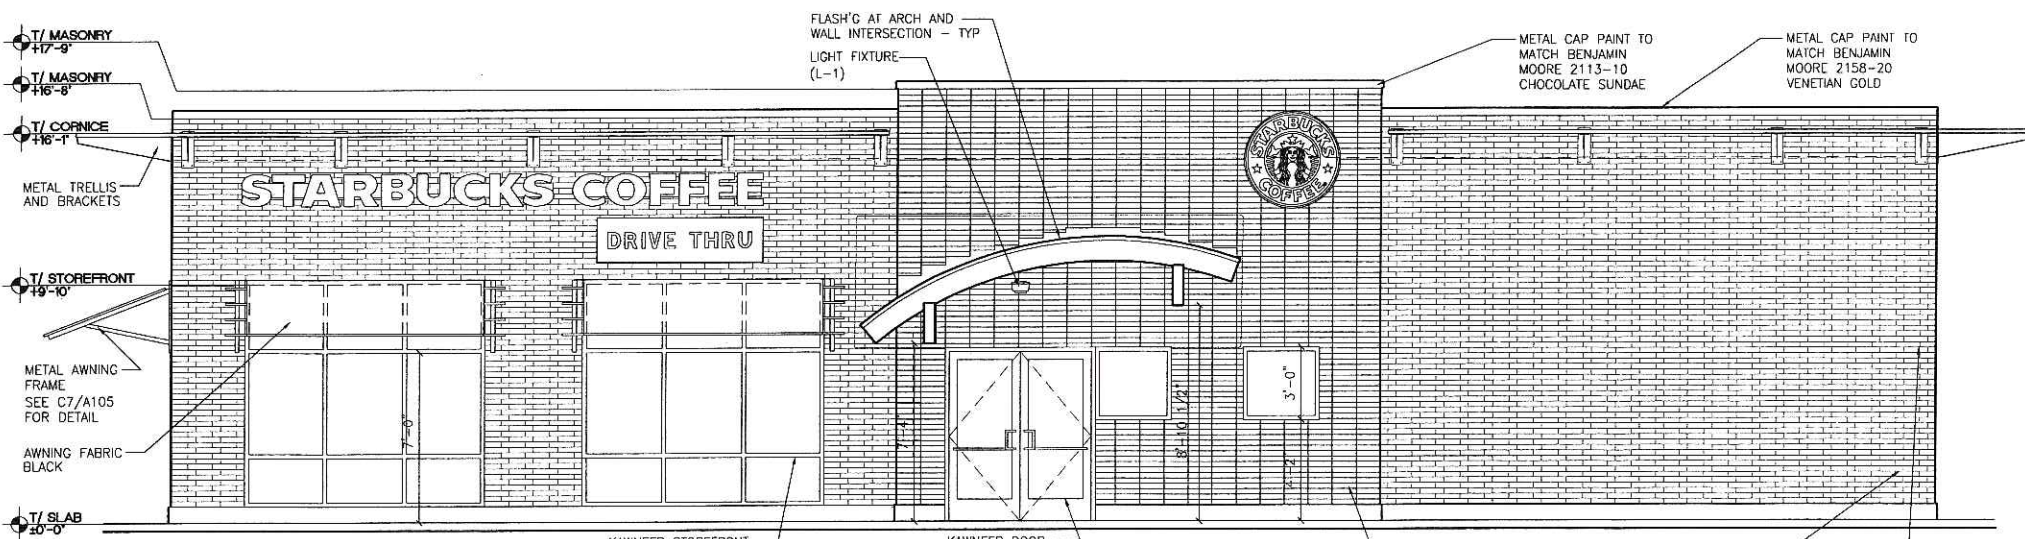 T/ MASONRY
+17'-9"
T/ MASONRY
+16'-8"
T/ CORNICE
+16'-1"
METAL TRELLIS
AND BRACKETS
T/ STOREFRONT
+9'-10"
METAL AWNING
FRAME
SEE C7/A105
FOR DETAIL
AWNING FABRIC
BLACK
T/ SLAB
±0'-0"
FLASH'G AT ARCH AND
WALL INTERSECTION - TYP
LIGHT FIXTURE
(L-1)
METAL CAP PAINT TO
MATCH BENJAMIN
MOORE 2113-10
CHOCOLATE SUNDAE
METAL CAP PAINT TO
MATCH BENJAMIN
MOORE 2158-20
VENETIAN GOLD
STARBUCKS COFFEE
DRIVE THRU
STARBUCKS
COFFEE
7'-0"
7'-4"
8'-10 1/2"
3'-0"